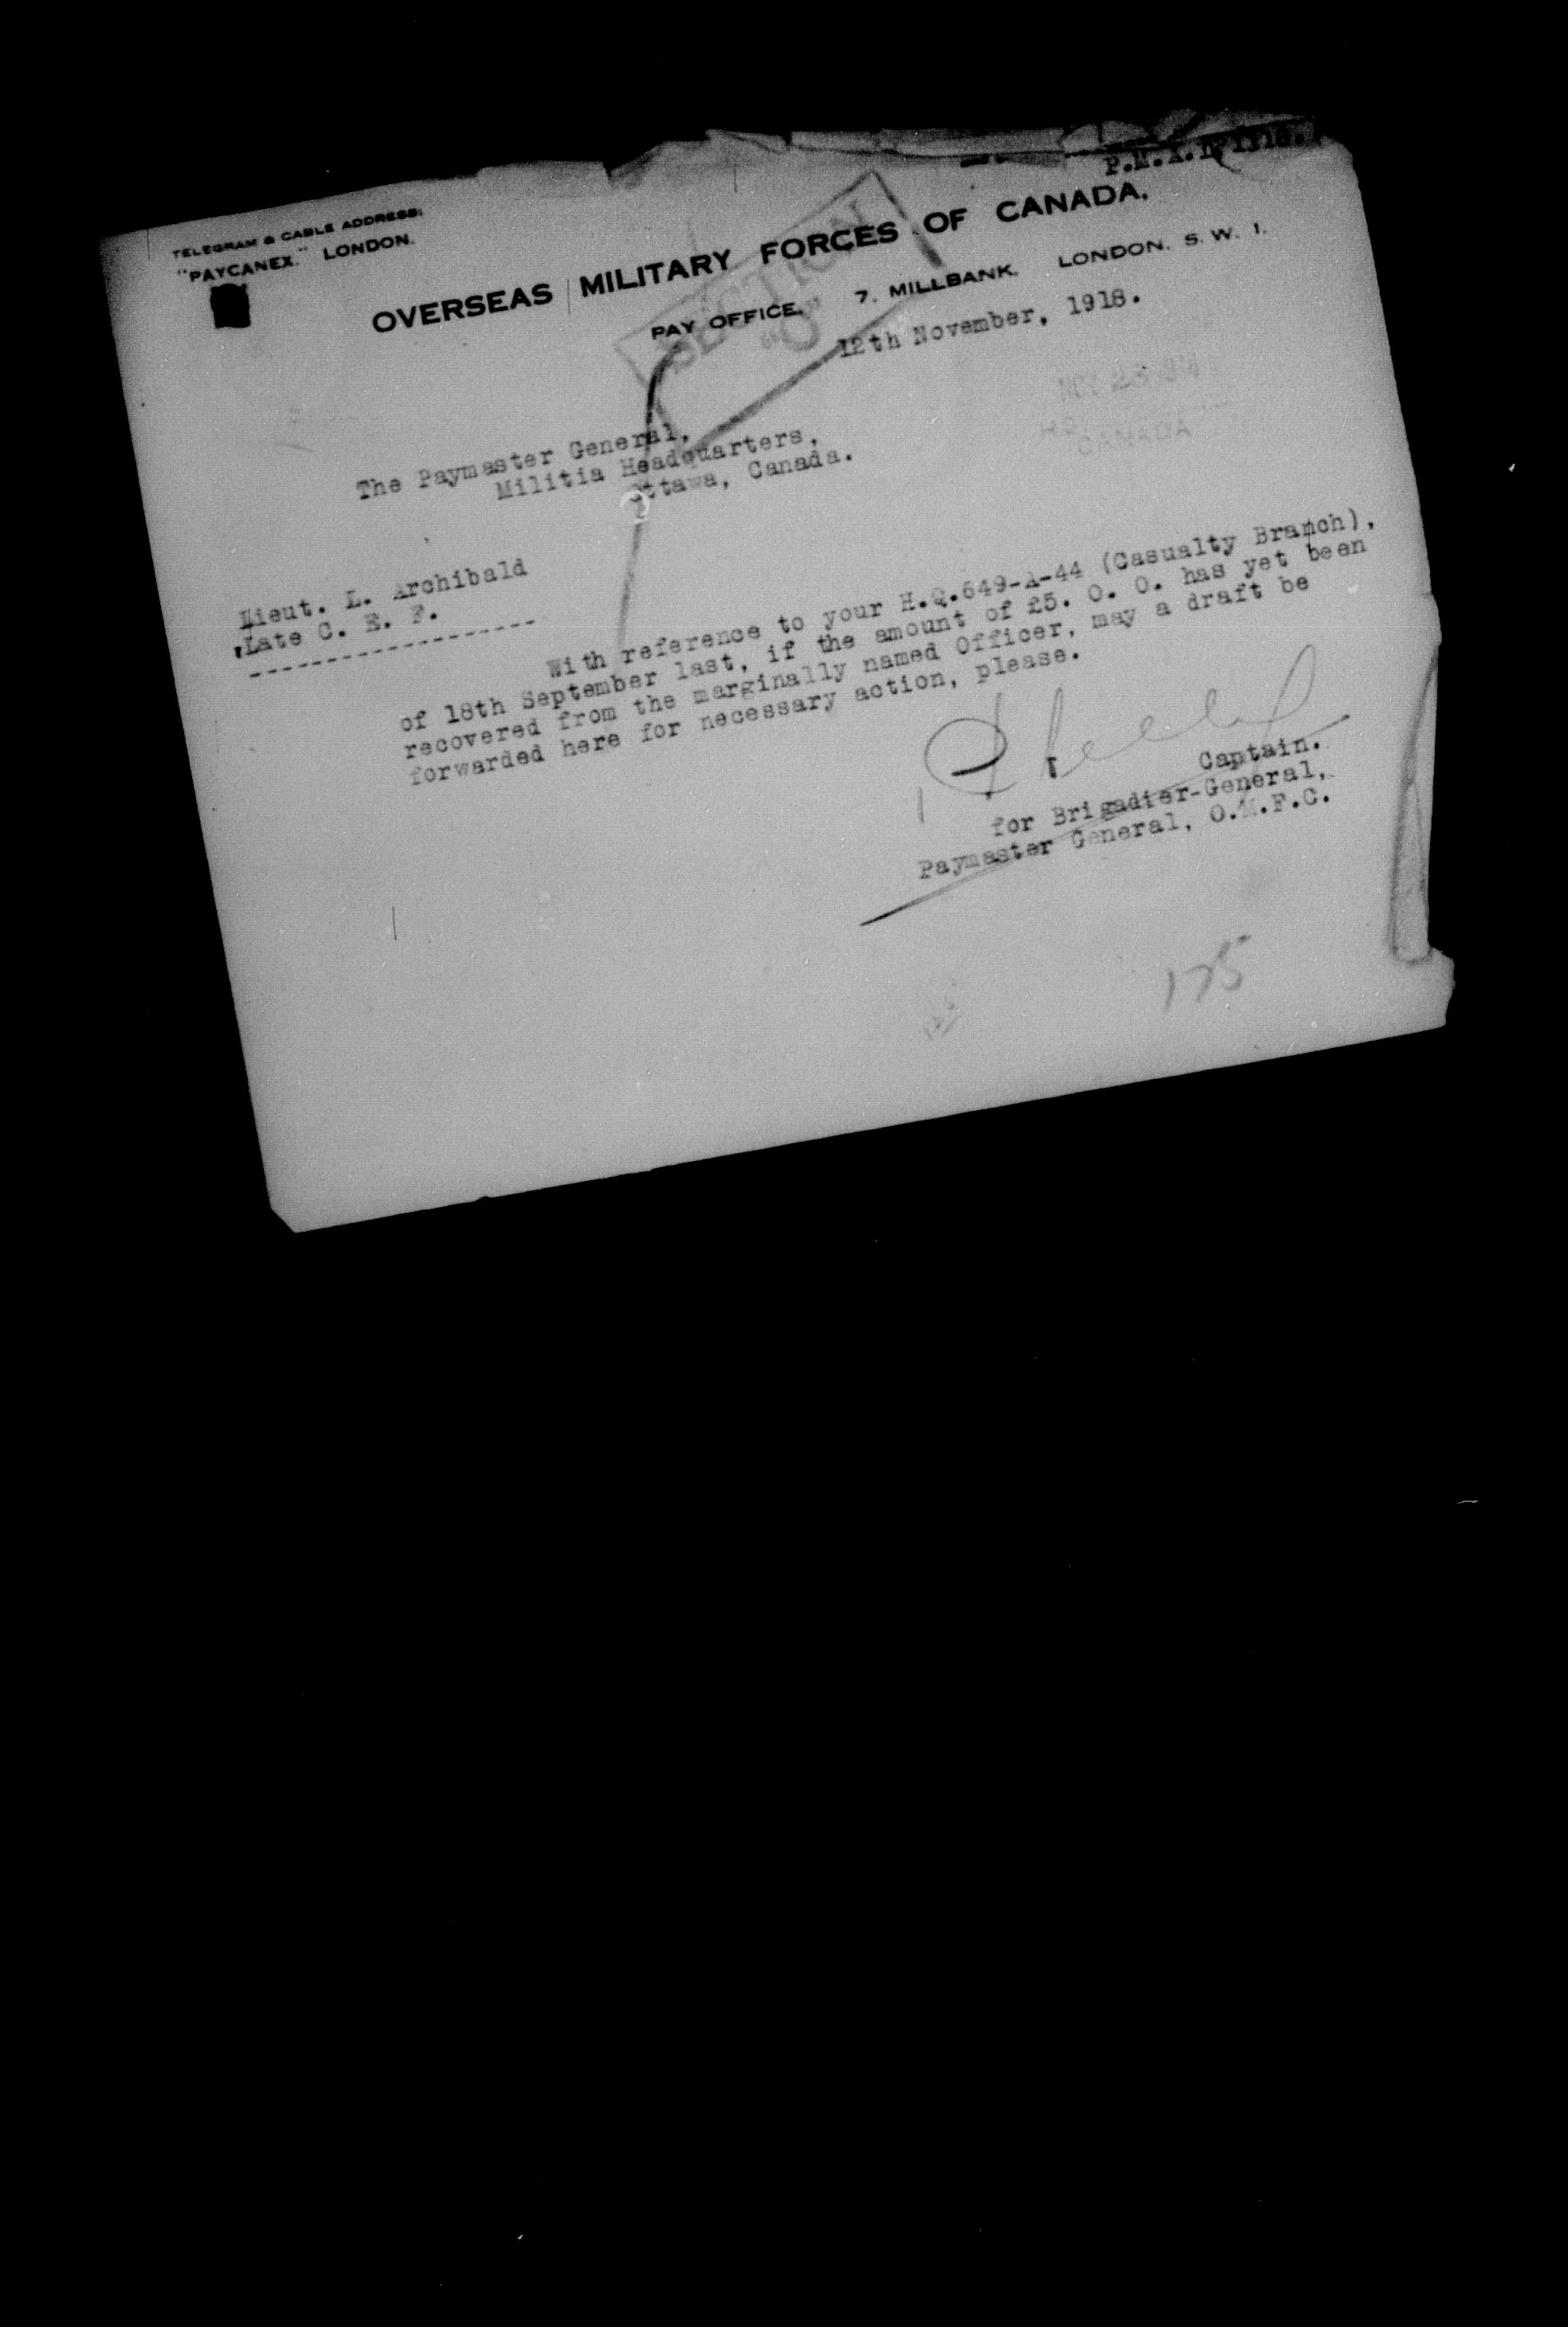 TELEGRAM & CABLE ADDRESS:
"PAYCANEX." LONDON.
OVERSEAS MILITARY FORCES OF CANADA.
PAY OFFICE, 7, MILLBANK, LONDON. S. W. 1.
SECTION
"O"
12th November, 1918.
CANADA
The Paymaster General,
Militia Headquarters,
Ottawa, Canada.
Lieut. L. Archibald
Late C. E. F.
-------------------
With reference to your H.Q.649-A-44 (Casualty Branch),
of 18th September last, if the amount of £5. O. O. has yet been
recovered from the marginally named Officer, may a draft be
forwarded here for necessary action, please.
Captain.
for Brigadier-General,
Paymaster General, O.M.F.C.
175